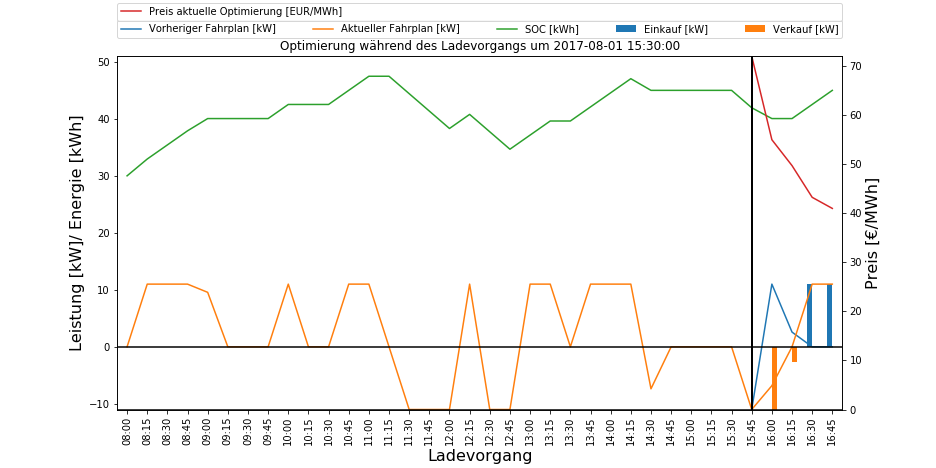 Preis aktuelle Optimierung [EUR/MWh]
Vorheriger Fahrplan [kW] Aktueller Fahrplan [kW] SOC [kWh] Einkauf [kW] Verkauf [kW]
Optimierung während des Ladevorgangs um 2017-08-01 15:30:00
Leistung [kW]/ Energie [kWh]
50
40
30
20
10
0
−10
70
60
50
40
30
20
10
0
Preis [€/MWh]
08:00 08:15 08:30 08:45 09:00 09:15 09:30 09:45 10:00 10:15 10:30 10:45 11:00 11:15 11:30 11:45 12:00 12:15 12:30 12:45 13:00 13:15 13:30 13:45 14:00 14:15 14:30 14:45 15:00 15:15 15:30 15:45 16:00 16:15 16:30 16:45
Ladevorgang